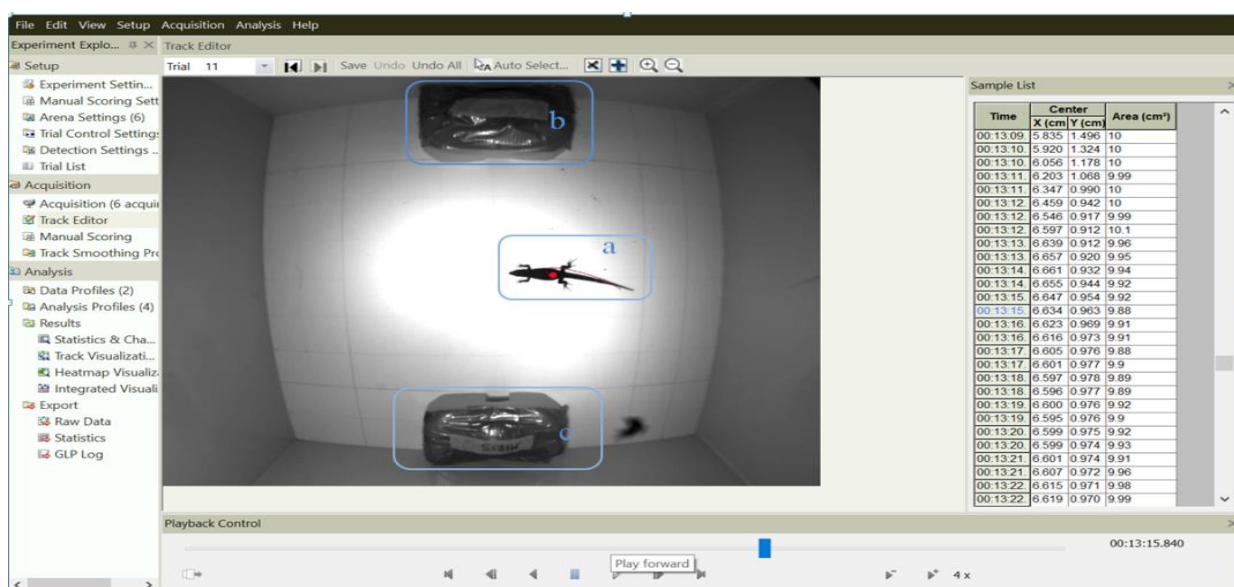 File Edit View Setup Acquisition Analysis Help
Experiment Explo...
Track Editor
Setup
Experiment Settin...
Manual Scoring Sett
Arena Settings (6)
Trial Control Settings
Detection Settings ...
Trial List
Acquisition
Acquisition (6 acqui
Track Editor
Manual Scoring
Track Smoothing Pro
Analysis
Data Profiles (2)
Analysis Profiles (4)
Results
Statistics & Cha...
Track Visualizati...
Heatmap Visualiz
Integrated Visuali
Export
Raw Data
Statistics
GLP Log
Trial 11 Save Undo Undo All Auto Select...
b
a
c
Sample List
Time Center Area (cm²)
X (cm Y (cm)
00:13:09. 5.835 1.496 10
00:13:10. 5.920 1.324 10
00:13:10. 6.056 1.178 10
00:13:11. 6.203 1.068 9.99
00:13:11. 6.347 0.990 10
00:13:12. 6.459 0.942 10
00:13:12. 6.546 0.917 9.99
00:13:12. 6.597 0.912 10.1
00:13:13. 6.639 0.912 9.96
00:13:13. 6.657 0.920 9.95
00:13:14. 6.661 0.932 9.94
00:13:14. 6.655 0.944 9.92
00:13:15. 6.647 0.954 9.92
00:13:15. 6.634 0.963 9.88
00:13:16. 6.623 0.969 9.91
00:13:16. 6.616 0.973 9.91
00:13:17. 6.605 0.976 9.88
00:13:17. 6.601 0.977 9.9
00:13:18. 6.597 0.978 9.89
00:13:18. 6.596 0.977 9.89
00:13:19. 6.600 0.976 9.92
00:13:19. 6.595 0.976 9.9
00:13:20. 6.599 0.975 9.92
00:13:20. 6.599 0.974 9.93
00:13:21. 6.601 0.974 9.91
00:13:21. 6.607 0.972 9.96
00:13:22. 6.615 0.971 9.98
00:13:22. 6.619 0.970 9.99
Playback Control
00:13:15.840
Play forward
4 x